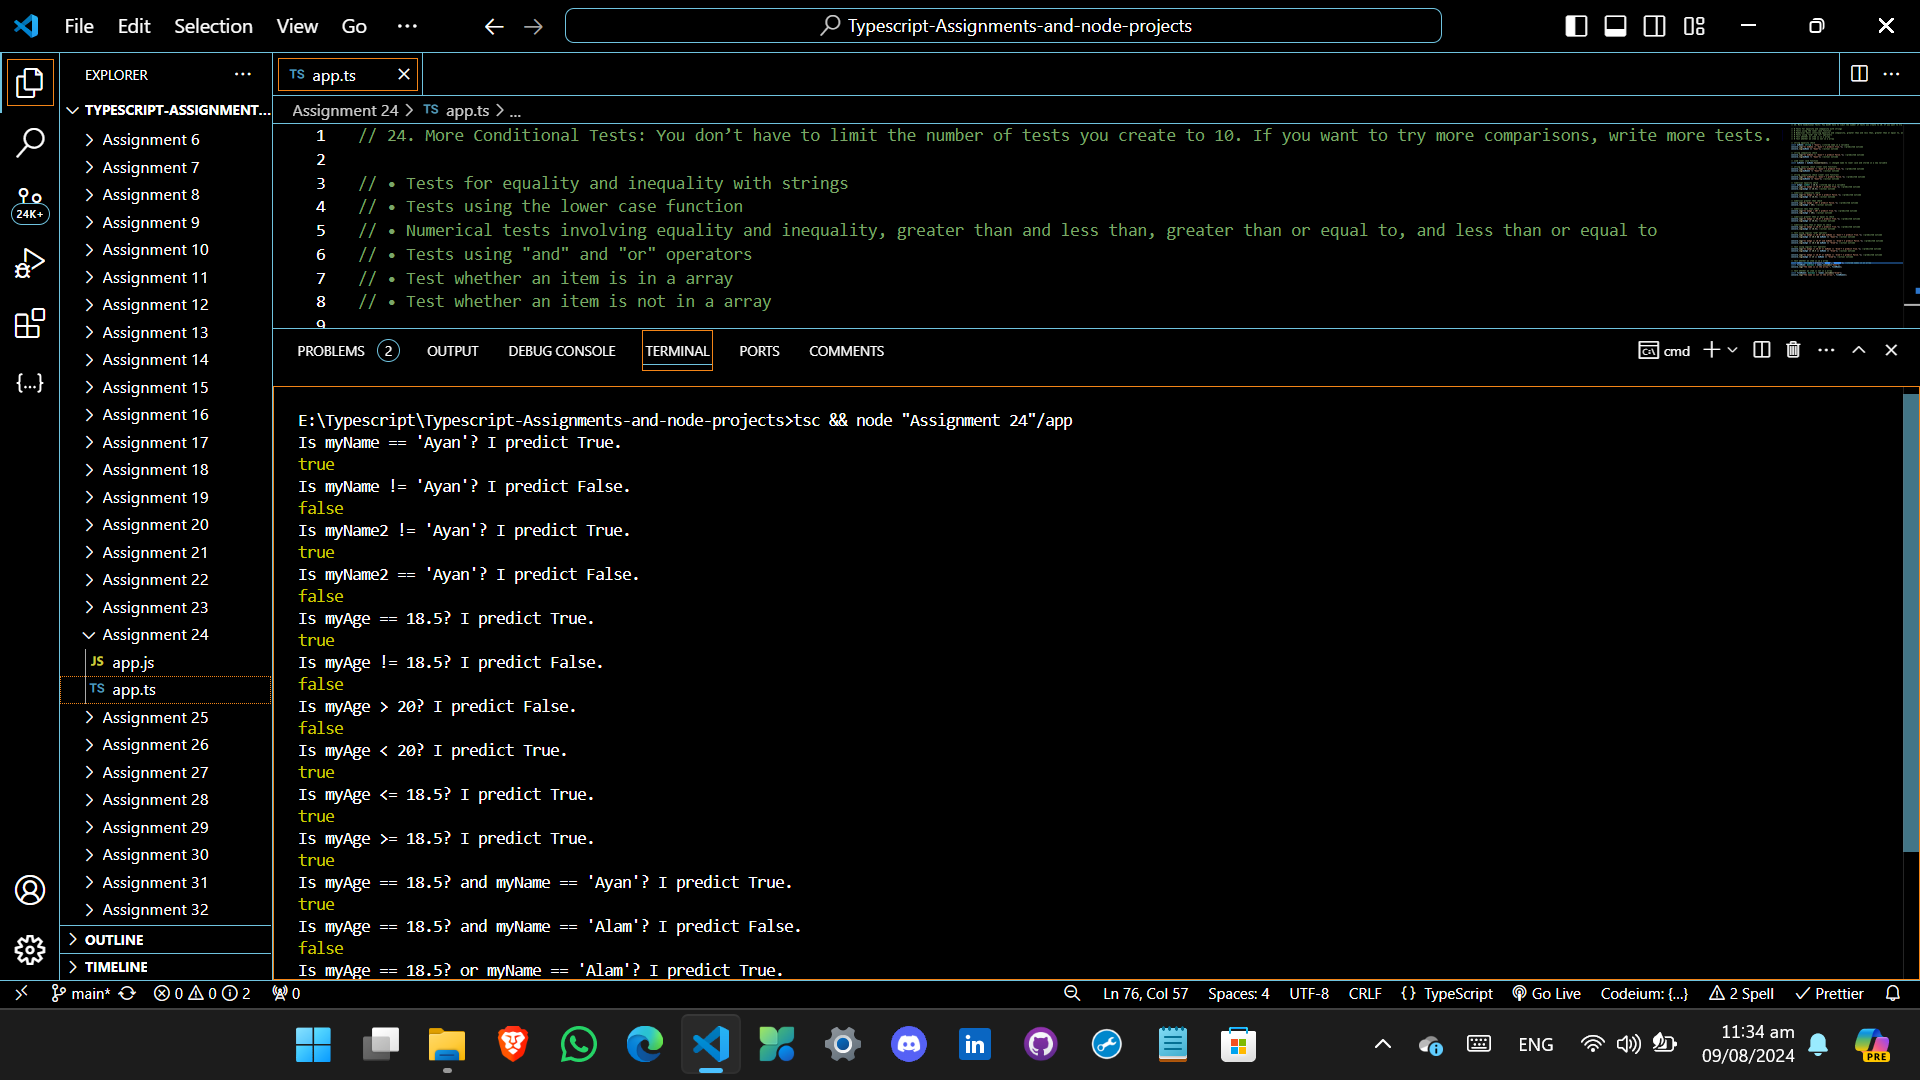 File Edit Selection View Go ···
Typescript-Assignments-and-node-projects
EXPLORER ···
TYPESCRIPT-ASSIGNMENT...
Assignment 6
Assignment 7
Assignment 8
Assignment 9
Assignment 10
Assignment 11
Assignment 12
Assignment 13
Assignment 14
Assignment 15
Assignment 16
Assignment 17
Assignment 18
Assignment 19
Assignment 20
Assignment 21
Assignment 22
Assignment 23
Assignment 24
JS app.js
TS app.ts
Assignment 25
Assignment 26
Assignment 27
Assignment 28
Assignment 29
Assignment 30
Assignment 31
Assignment 32
OUTLINE
TIMELINE
24K+
TS app.ts
Assignment 24 > TS app.ts > ...
1 // 24. More Conditional Tests: You don’t have to limit the number of tests you create to 10. If you want to try more comparisons, write more tests.
2
3 // • Tests for equality and inequality with strings
4 // • Tests using the lower case function
5 // • Numerical tests involving equality and inequality, greater than and less than, greater than or equal to, and less than or equal to
6 // • Tests using "and" and "or" operators
7 // • Test whether an item is in a array
8 // • Test whether an item is not in a array
9
PROBLEMS 2 OUTPUT DEBUG CONSOLE TERMINAL PORTS COMMENTS
cmd
E:\Typescript\Typescript-Assignments-and-node-projects>tsc && node "Assignment 24"/app
Is myName == 'Ayan'? I predict True.
true
Is myName != 'Ayan'? I predict False.
false
Is myName2 != 'Ayan'? I predict True.
true
Is myName2 == 'Ayan'? I predict False.
false
Is myAge == 18.5? I predict True.
true
Is myAge != 18.5? I predict False.
false
Is myAge > 20? I predict False.
false
Is myAge < 20? I predict True.
true
Is myAge <= 18.5? I predict True.
true
Is myAge >= 18.5? I predict True.
true
Is myAge == 18.5? and myName == 'Ayan'? I predict True.
true
Is myAge == 18.5? and myName == 'Alam'? I predict False.
false
Is myAge == 18.5? or myName == 'Alam'? I predict True.
main* 0 0 2 0
Ln 76, Col 57 Spaces: 4 UTF-8 CRLF {} TypeScript Go Live Codeium: {...} 2 Spell Prettier
ENG
11:34 am
09/08/2024
PRE